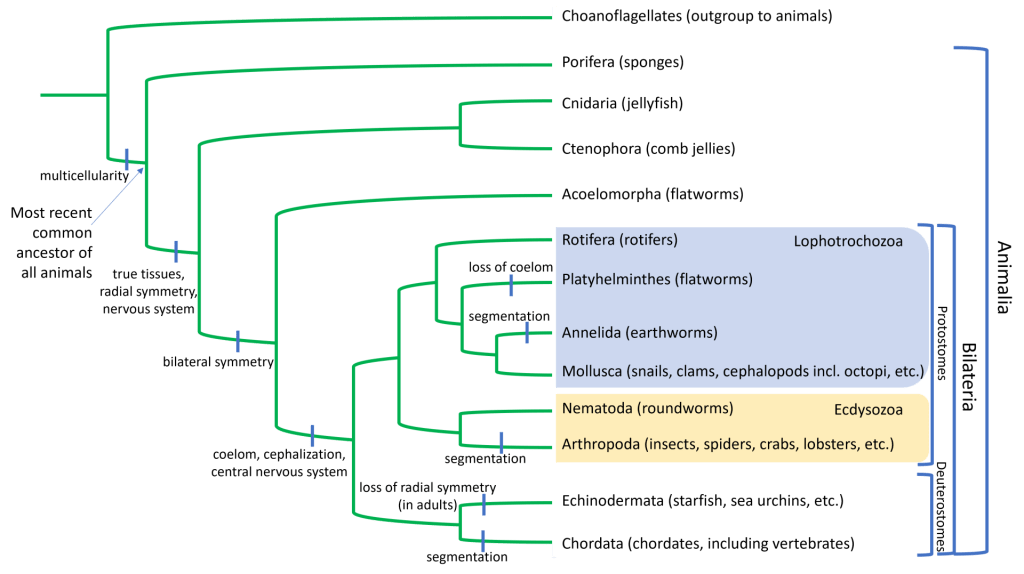 Choanoflagellates (outgroup to animals)
Porifera (sponges)
Cnidaria (jellyfish)
Ctenophora (comb jellies)
multicellularity
Acoelomorpha (flatworms)
Most recent
common
ancestor of
all animals
Rotifera (rotifers)
Lophotrochozoa
true tissues,
radial symmetry,
nervous system
loss of coelom
Platyhelminthes (flatworms)
segmentation
Annelida (earthworms)
bilateral symmetry
Mollusca (snails, clams, cephalopods incl. octopi, etc.)
Nematoda (roundworms)
Ecdysozoa
Arthropoda (insects, spiders, crabs, lobsters, etc.)
segmentation
coelom, cephalization,
central nervous system
loss of radial symmetry
(in adults)
Echinodermata (starfish, sea urchins, etc.)
Chordata (chordates, including vertebrates)
segmentation
Protostomes
Deuterostomes
Bilateria
Animalia